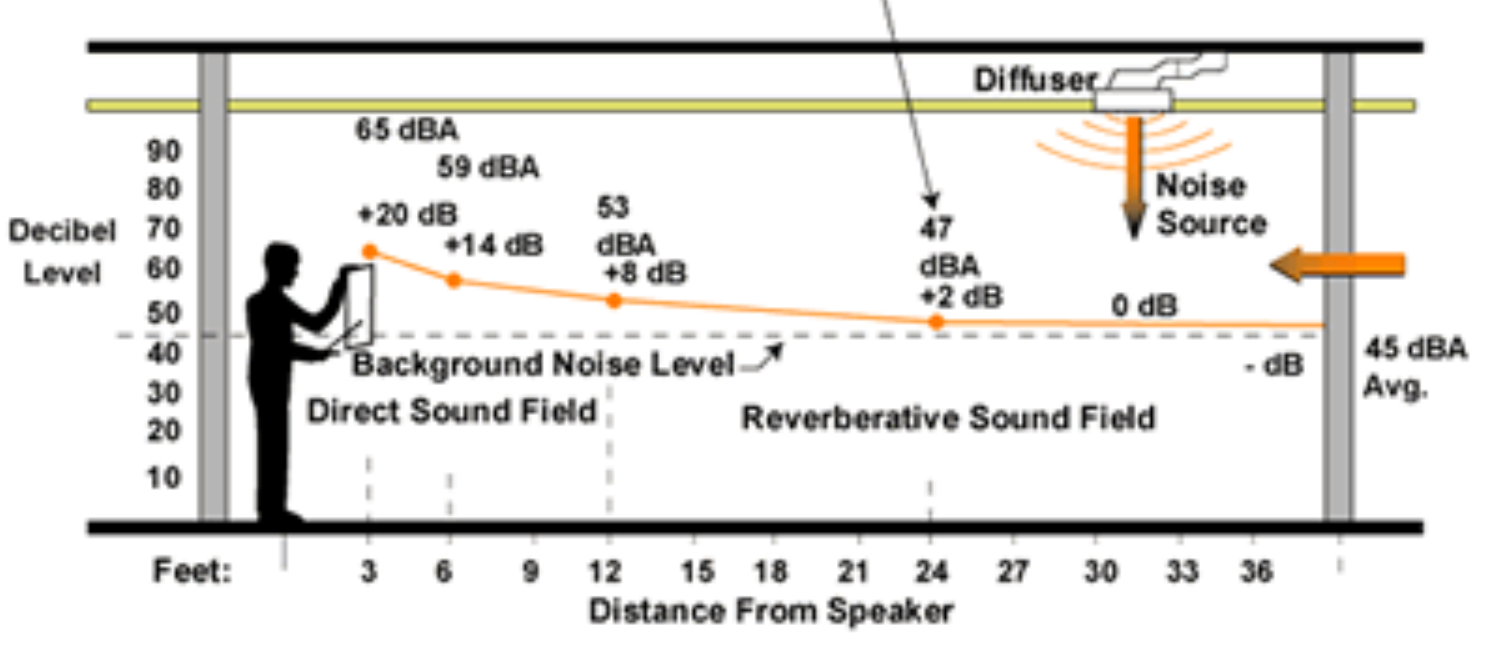 Diffuser
65 dBA
59 dBA
+20 dB
+14 dB
53
dBA
+8 dB
47
dBA
+2 dB
0 dB
- dB
Noise
Source
45 dBA
Avg.
Decibel
Level
90
80
70
60
50
40
30
20
10
Background Noise Level
Direct Sound Field
Reverberative Sound Field
Feet: 3 6 9 12 15 18 21 24 27 30 33 36
Distance From Speaker